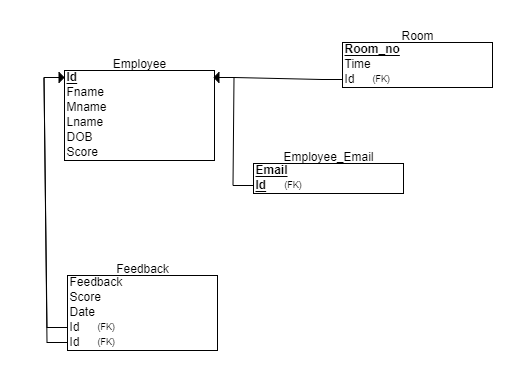 Room
Room_no
Time
Id (FK)
Employee
Id
Fname
Mname
Lname
DOB
Score
Employee_Email
Email
Id (FK)
Feedback
Feedback
Score
Date
Id (FK)
Id (FK)